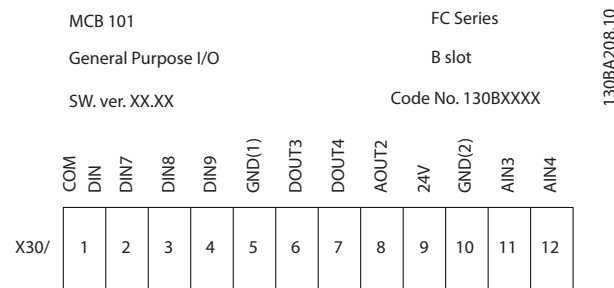 MCB 101
FC Series
General Purpose I/O
B slot
SW. ver. XX.XX
Code No. 130BXXXX
130BA208.10
COM
DIN
DIN7
DIN8
DIN9
GND(1)
DOUT3
DOUT4
AOUT2
24V
GND(2)
AIN3
AIN4
X30/ 1 2 3 4 5 6 7 8 9 10 11 12